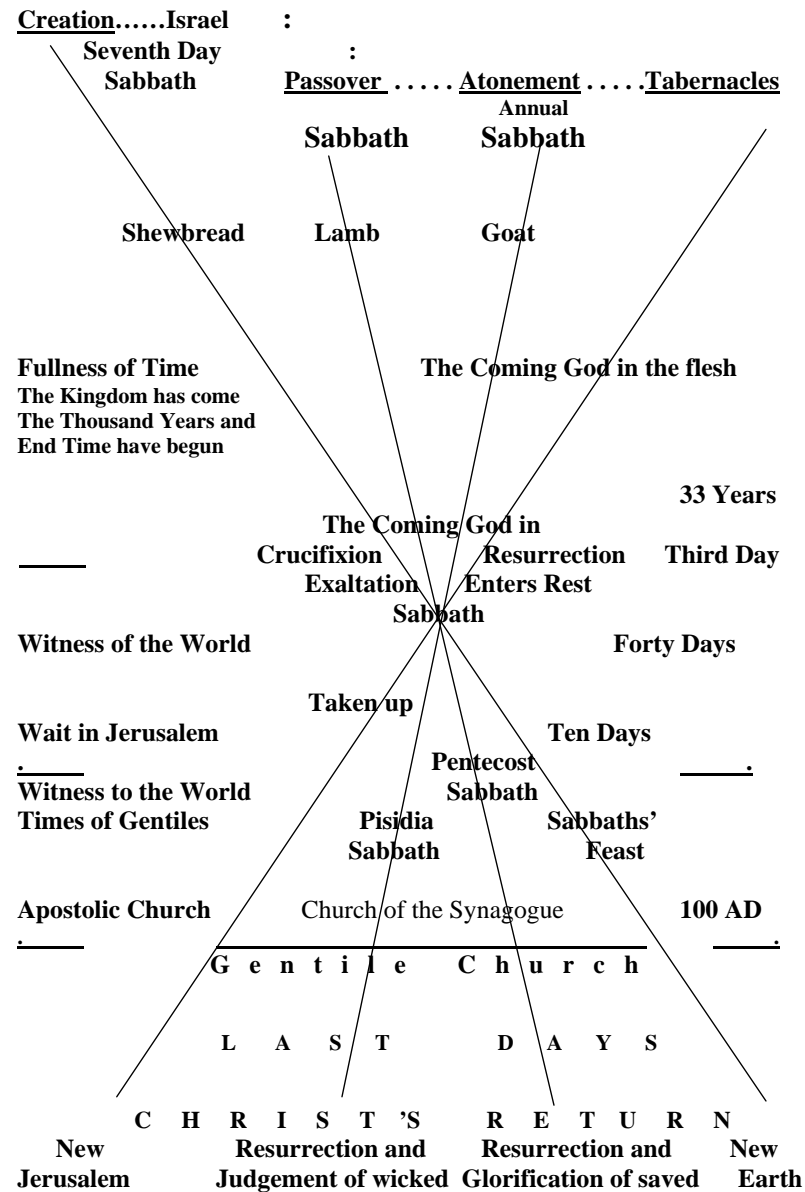 Creation……Israel :
Seventh Day :
Sabbath Passover ..... Atonement .....Tabernacles
Annual
Sabbath Sabbath
Shewbread Lamb Goat
Fullness of Time The Coming God in the flesh
The Kingdom has come
The Thousand Years and
End Time have begun
33 Years
The Coming God in
Crucifixion Resurrection Third Day
Exaltation Enters Rest
Sabbath
Witness of the World Forty Days
Taken up
Wait in Jerusalem Ten Days
Pentecost
. .
Witness to the World Sabbath
Times of Gentiles Pisidia Sabbaths’
Sabbath Feast
Apostolic Church Church of the Synagogue 100 AD
. .
G e n t i l e C h u r c h
L A S T D A Y S
C H R I S T ’S R E T U R N
New Resurrection and Resurrection and New
Jerusalem Judgement of wicked Glorification of saved Earth